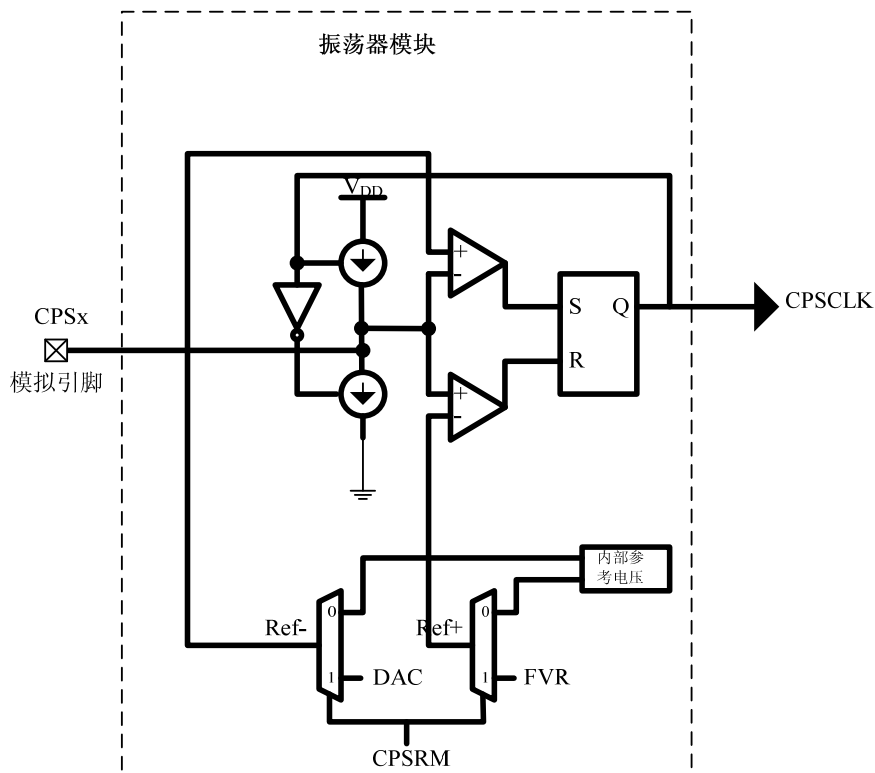 振荡器模块
VDD
+
-
CPSx
模拟引脚
S
Q
R
CPSCLK
+
-
内部参
考电压
Ref-
0
1
DAC
Ref+
0
1
FVR
CPSRM